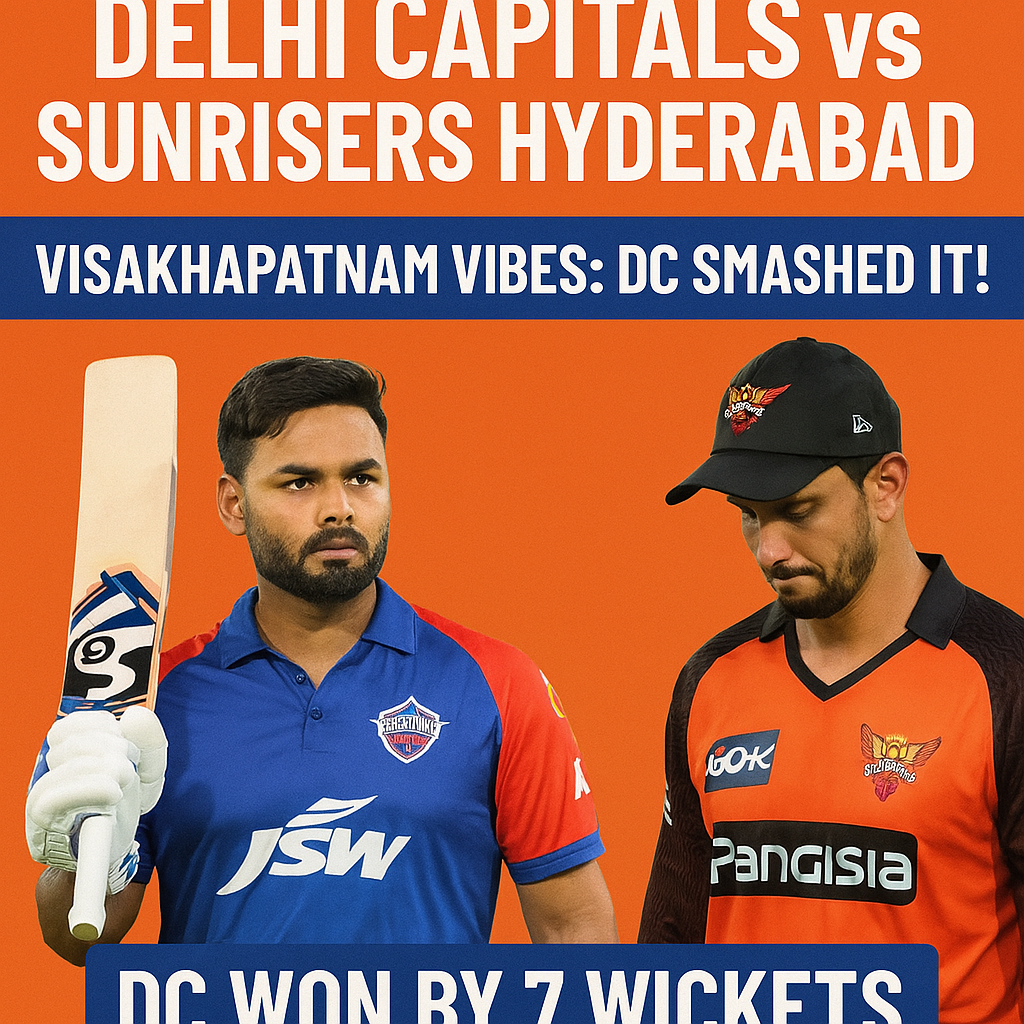 DELHI CAPITALS vs
SUNRISERS HYDERABAD
VISAKHAPATNAM VIBES: DC SMASHED IT!
JSW
PANGISIA
DC WON BY 7 WICKETS